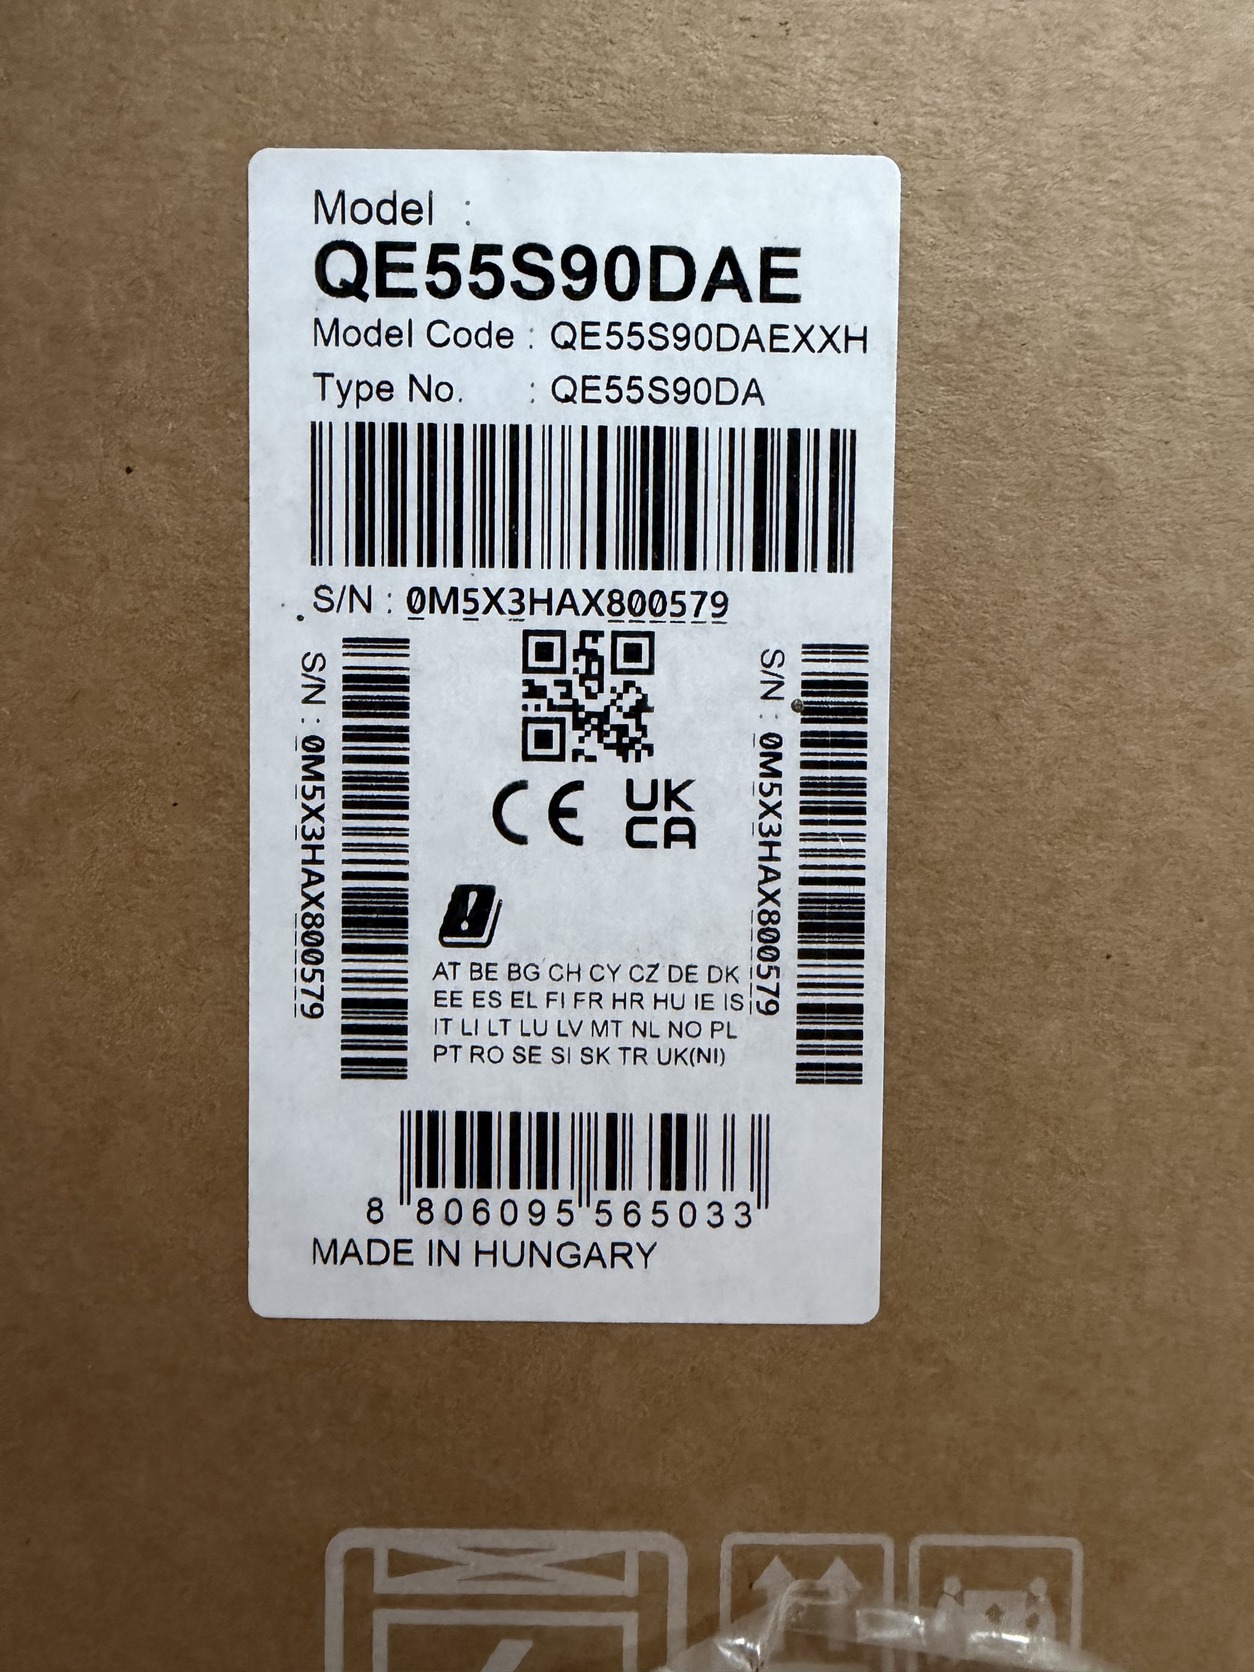 Model :
QE55S90DAE
Model Code : QE55S90DAEXXH
Type No. : QE55S90DA
S/N : 0M5X3HAX800579
S/N : 0M5X3HAX800579
S/N : 0M5X3HAX800579
CE UK
CA
AT BE BG CH CY CZ DE DK
EE ES EL FI FR HR HU IE IS
IT LI LT LU LV MT NL NO PL
PT RO SE SI SK TR UK(NI)
8 806095 565033
MADE IN HUNGARY